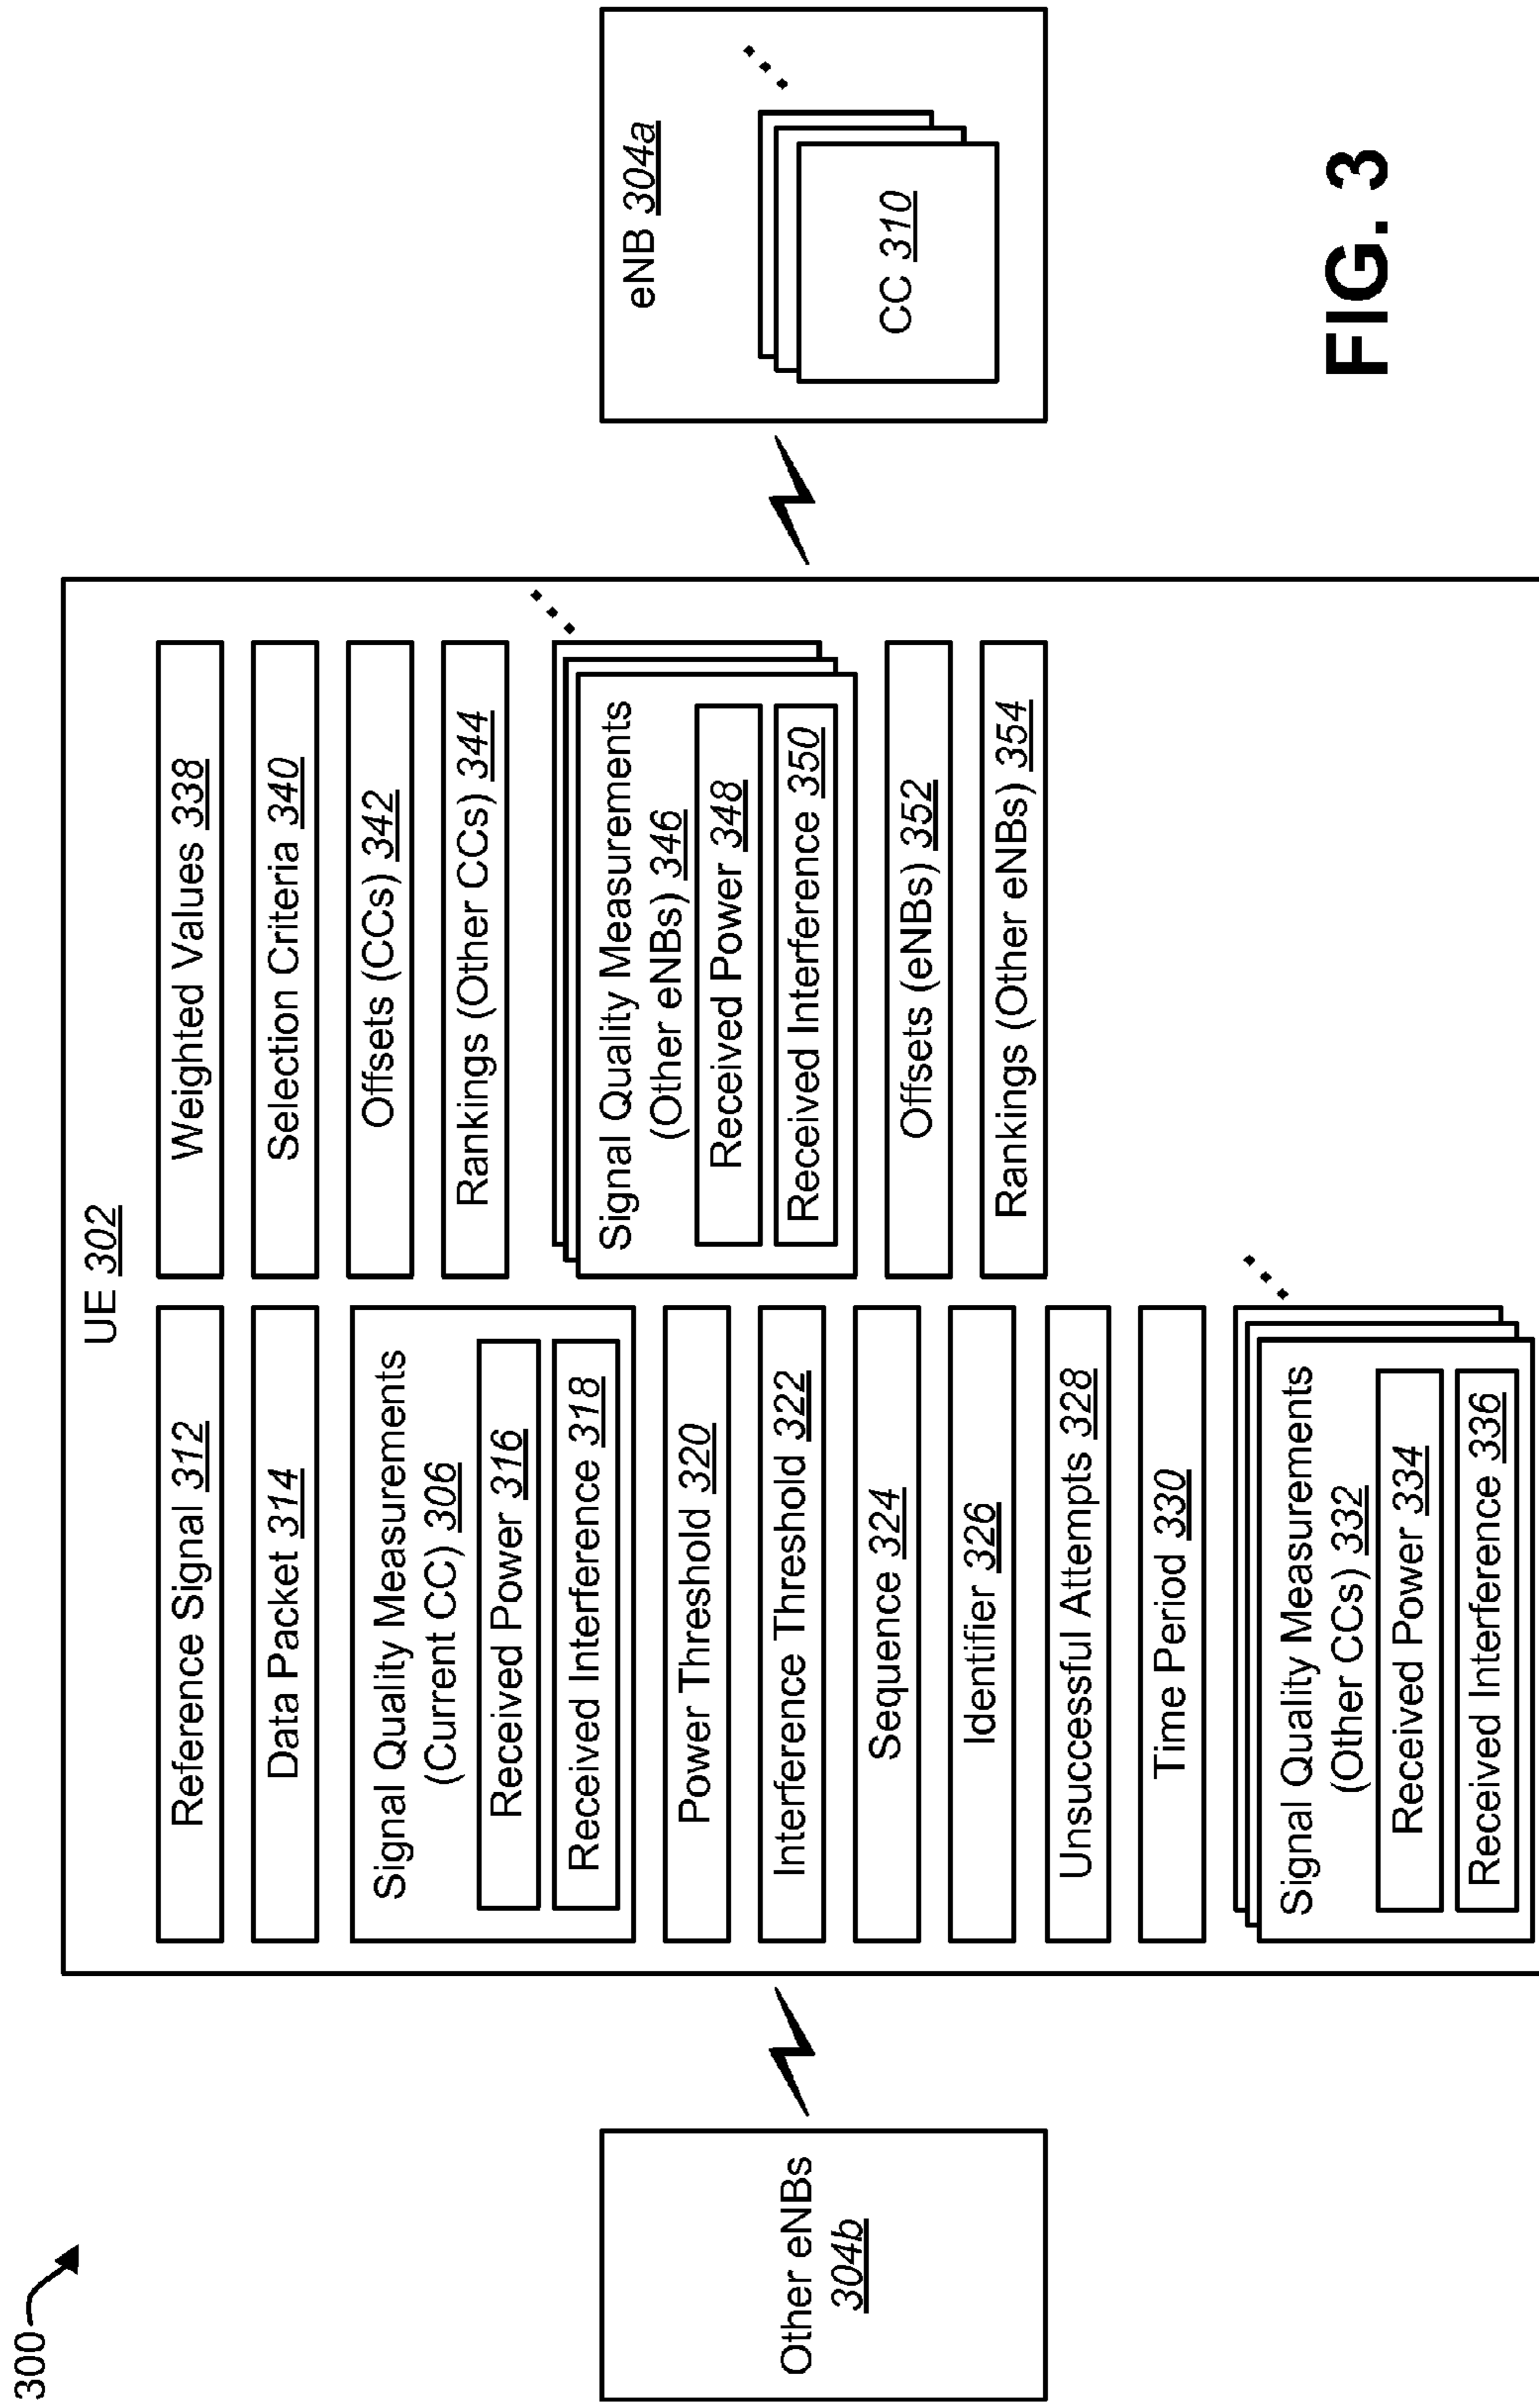 300
UE 302
Reference Signal 312
Data Packet 314
Signal Quality Measurements
(Current CC) 306
Received Power 316
Received Interference 318
Power Threshold 320
Interference Threshold 322
Sequence 324
Identifier 326
Unsuccessful Attempts 328
Time Period 330
Signal Quality Measurements
(Other CCs) 332
Received Power 334
Received Interference 336
Weighted Values 338
Selection Criteria 340
Offsets (CCs) 342
Rankings (Other CCs) 344
Signal Quality Measurements
(Other eNBs) 346
Received Power 348
Received Interference 350
Offsets (eNBs) 352
Rankings (Other eNBs) 354
Other eNBs
304b
eNB 304a
CC 310
FIG. 3